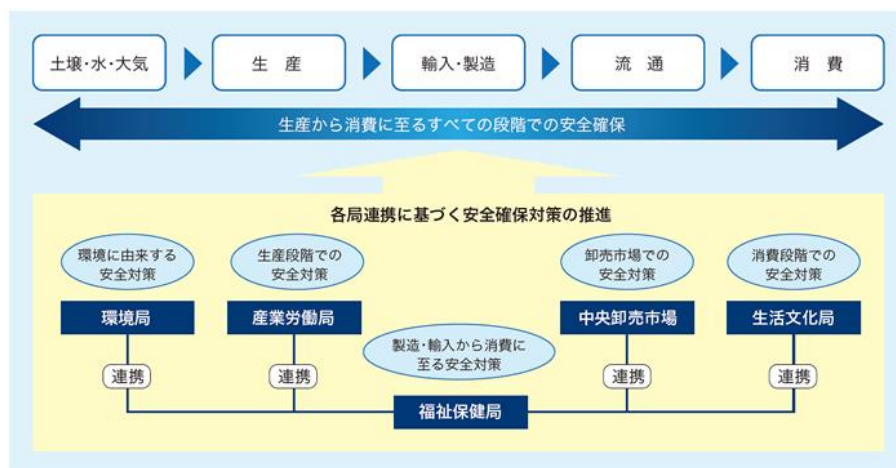 土壌・水・大気
生 産
輸入・製造
流 通
消 費
生産から消費に至るすべての段階での安全確保
各局連携に基づく安全確保対策の推進
環境に由来する
安全対策
生産段階での
安全対策
卸売市場での
安全対策
消費段階での
安全対策
環境局
産業労働局
中央卸売市場
生活文化局
製造・輸入から消費に
至る安全対策
連携
連携
連携
連携
福祉保健局